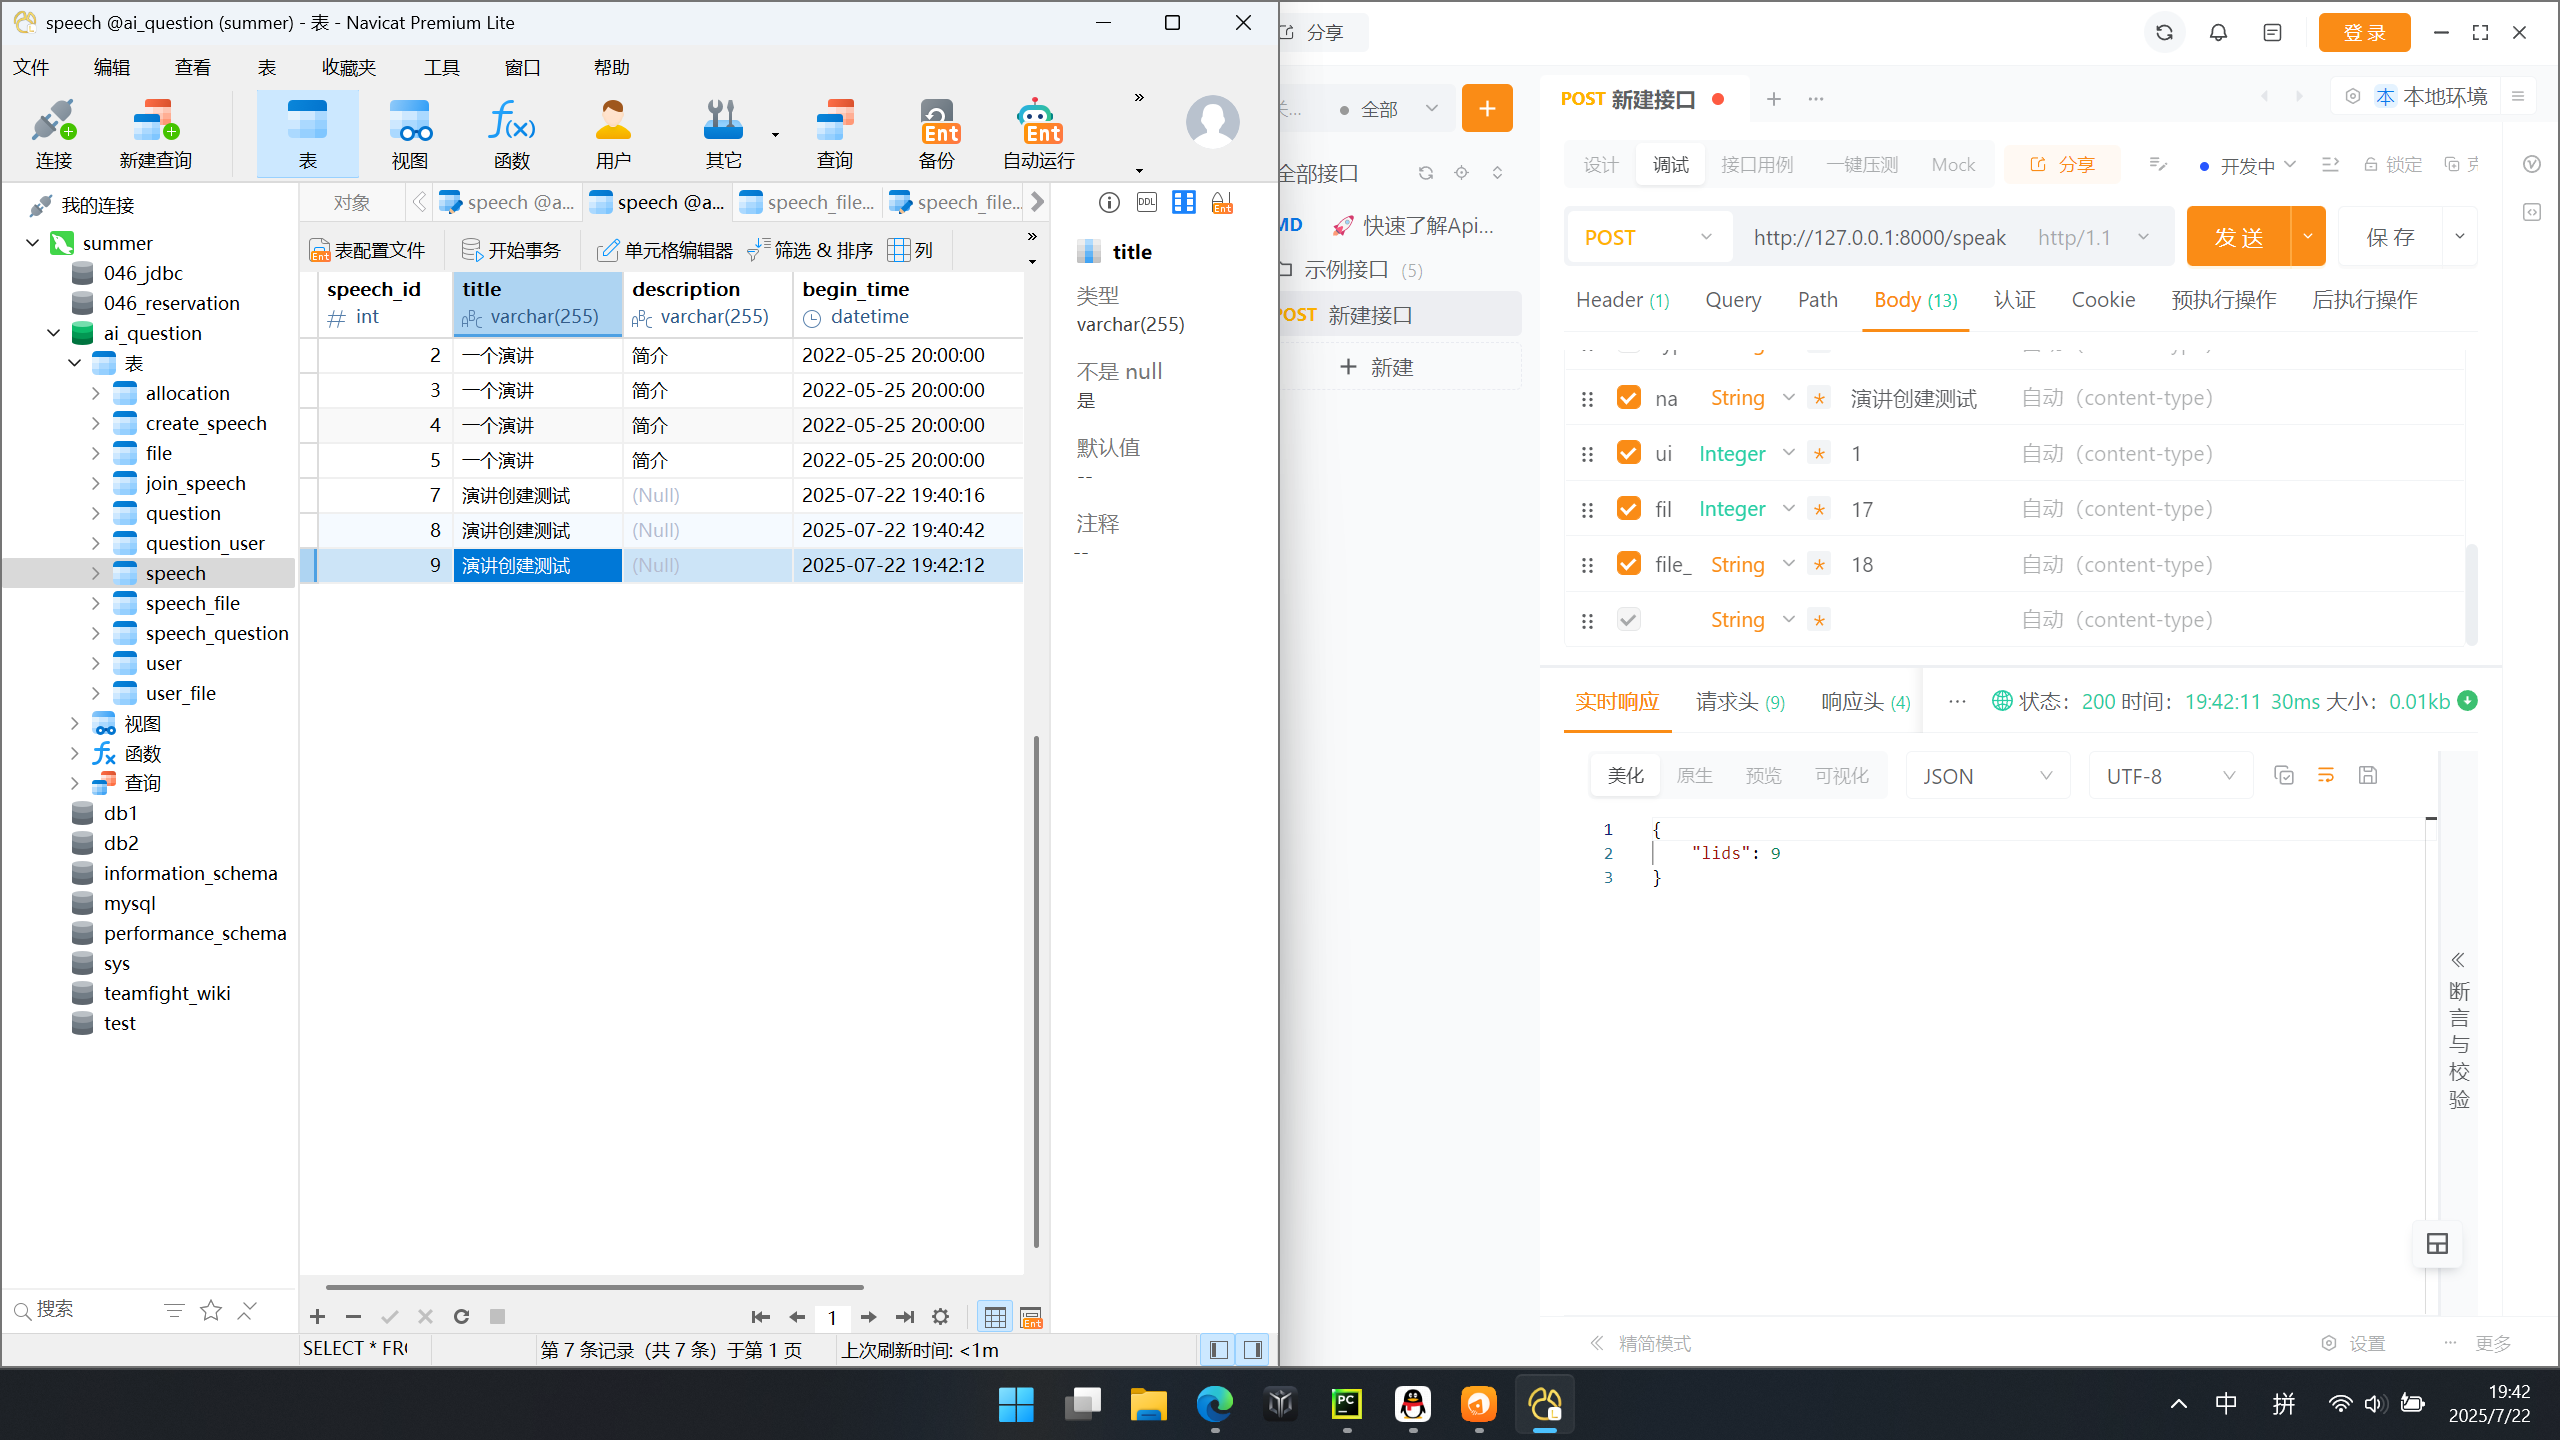 speech @ai_question (summer) - 表 - Navicat Premium Lite
文件 编辑 查看 表 收藏夹 工具 窗口 帮助
连接 新建查询 表 视图 函数 用户 其它 查询 Ent 备份 Ent 自动运行
我的连接
summer
046_jdbc
046_reservation
ai_question
表
allocation
create_speech
file
join_speech
question
question_user
speech
speech_file
speech_question
user
user_file
视图
函数
查询
db1
db2
information_schema
mysql
performance_schema
sys
teamfight_wiki
test
搜索
对象 speech @a... speech @a... speech_file... speech_file...
Ent 表配置文件 开始事务 单元格编辑器 筛选 & 排序 列
speech_id title description begin_time
# int ABC varchar(255) ABC varchar(255) datetime
2 一个演讲 简介 2022-05-25 20:00:00
3 一个演讲 简介 2022-05-25 20:00:00
4 一个演讲 简介 2022-05-25 20:00:00
5 一个演讲 简介 2022-05-25 20:00:00
7 演讲创建测试 (Null) 2025-07-22 19:40:16
8 演讲创建测试 (Null) 2025-07-22 19:40:42
9 演讲创建测试 (Null) 2025-07-22 19:42:12
1
SELECT * FR
第 7 条记录（共 7 条）于第 1 页
上次刷新时间: <1m
DDL Ent
title
类型
varchar(255)
不是 null
是
默认值
--
注释
--
分享 登 录
全部
全部接口
MD 快速了解Api...
示例接口 (5)
POST 新建接口
新建
POST 新建接口 本 本地环境
设计 调试 接口用例 一键压测 Mock 分享 开发中 锁定
POST http://127.0.0.1:8000/speak http/1.1 发 送 保 存
Header (1) Query Path Body (13) 认证 Cookie 预执行操作 后执行操作
na String * 演讲创建测试 自动（content-type）
ui Integer * 1 自动（content-type）
fil Integer * 17 自动（content-type）
file_ String * 18 自动（content-type）
String * 自动（content-type）
实时响应 请求头 (9) 响应头 (4) ··· 状态： 200 时间： 19:42:11 30ms 大小： 0.01kb
美化 原生 预览 可视化 JSON UTF-8
1 {
2 "lids": 9
3 }
断言与校验
精简模式 设置 更多
中 拼
19:42
2025/7/22